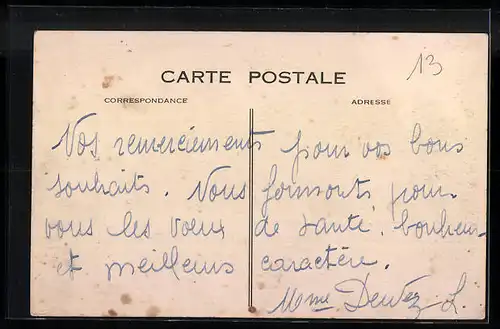 13
CARTE POSTALE
CORRESPONDANCE ADRESSE
Vos remerciements pour vos bons
souhaits. Nous formons pour
vous les voeux de santé, bonheur
et meilleurs caractère.
Mme Dewez L.